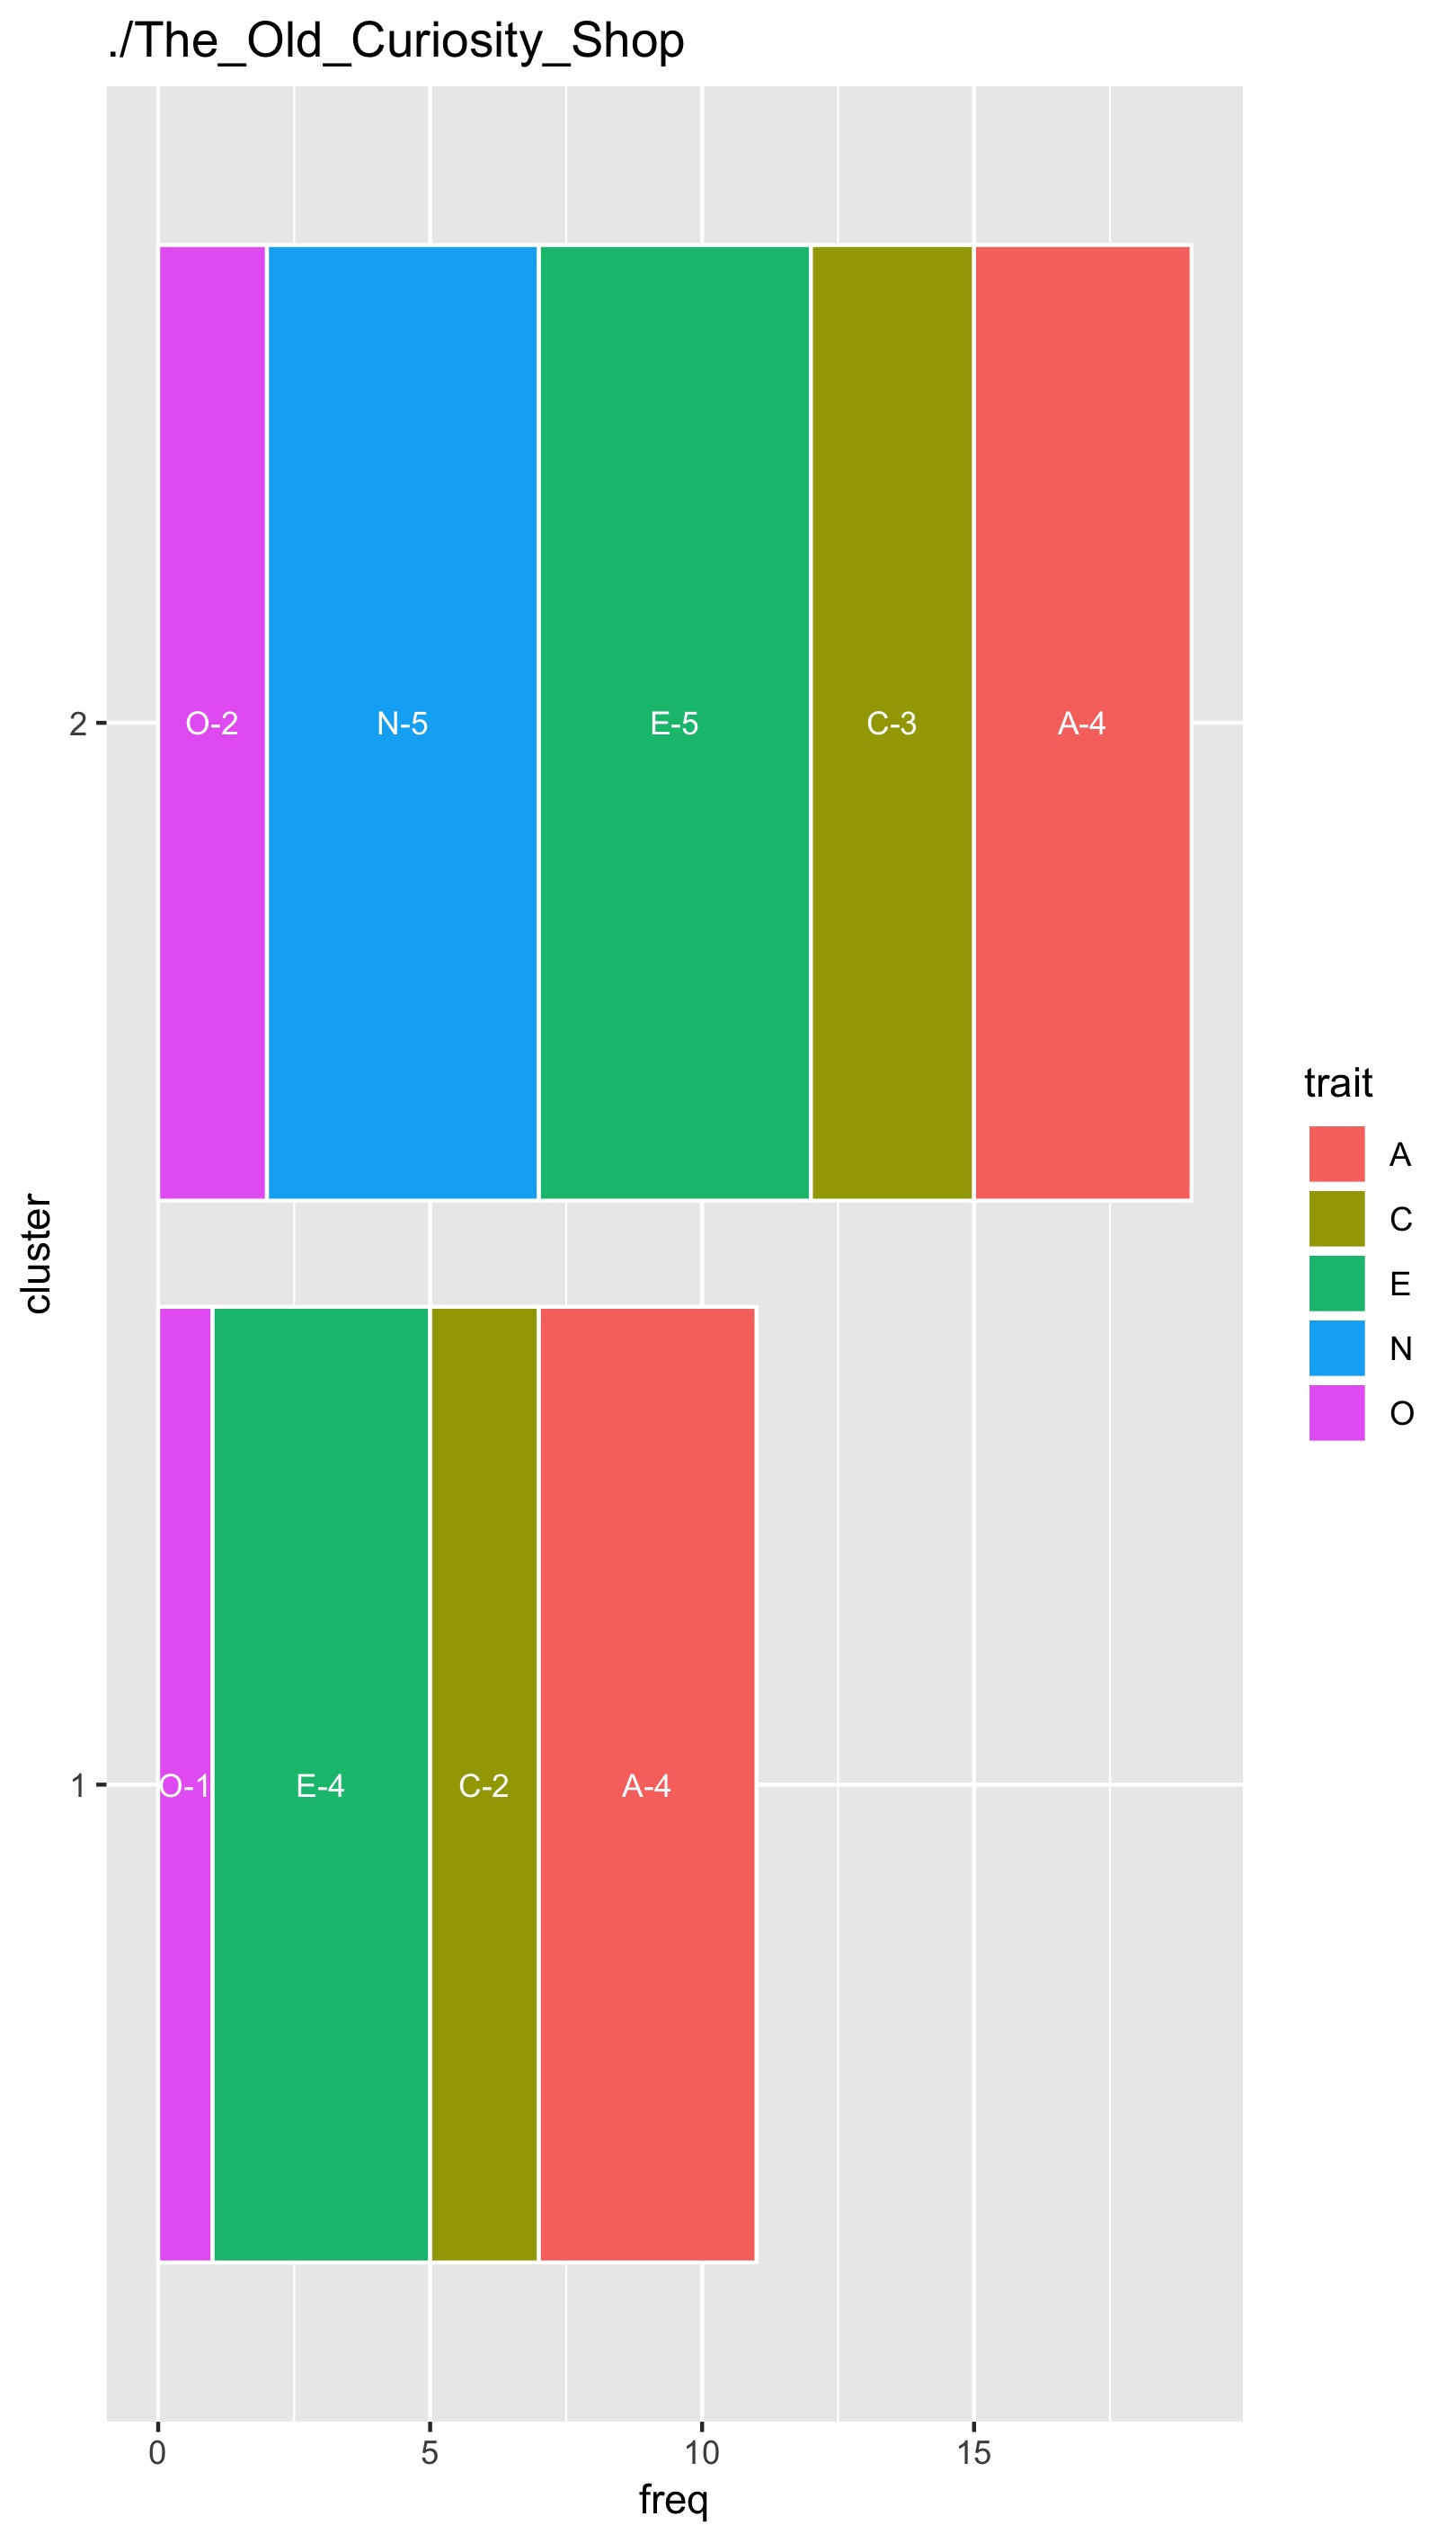 ./The_Old_Curiosity_Shop
2
O-2 N-5 E-5 C-3 A-4
cluster
1
O-1 E-4 C-2 A-4
0 5 10 15
freq
trait
A
C
E
N
O